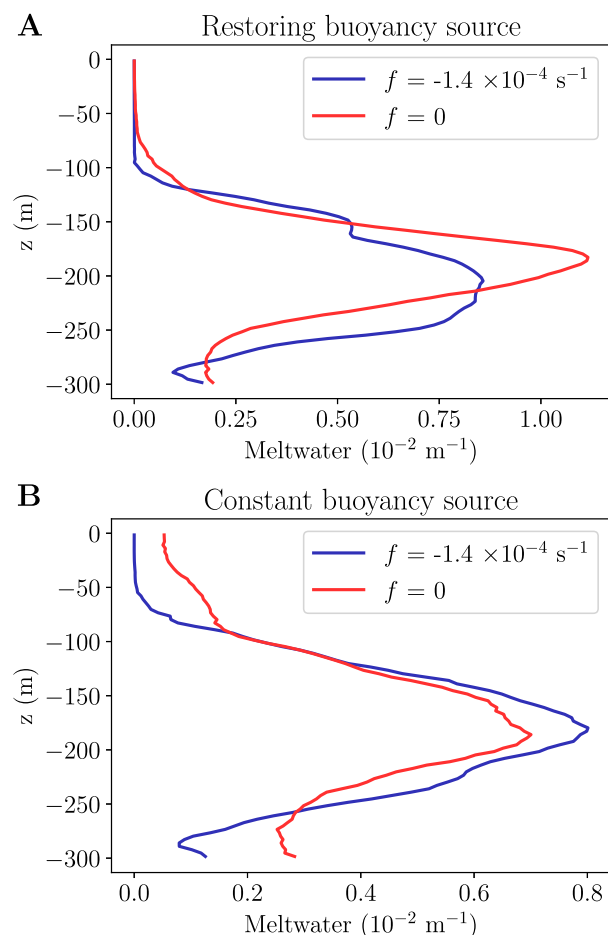 A
Restoring buoyancy source
0
−50
−100
−150
−200
−250
−300
z (m)
f = -1.4 ×10⁻⁴ s⁻¹
f = 0
0.00 0.25 0.50 0.75 1.00
Meltwater (10⁻² m⁻¹)
B
Constant buoyancy source
0
−50
−100
−150
−200
−250
−300
z (m)
f = -1.4 ×10⁻⁴ s⁻¹
f = 0
0.0 0.2 0.4 0.6 0.8
Meltwater (10⁻² m⁻¹)